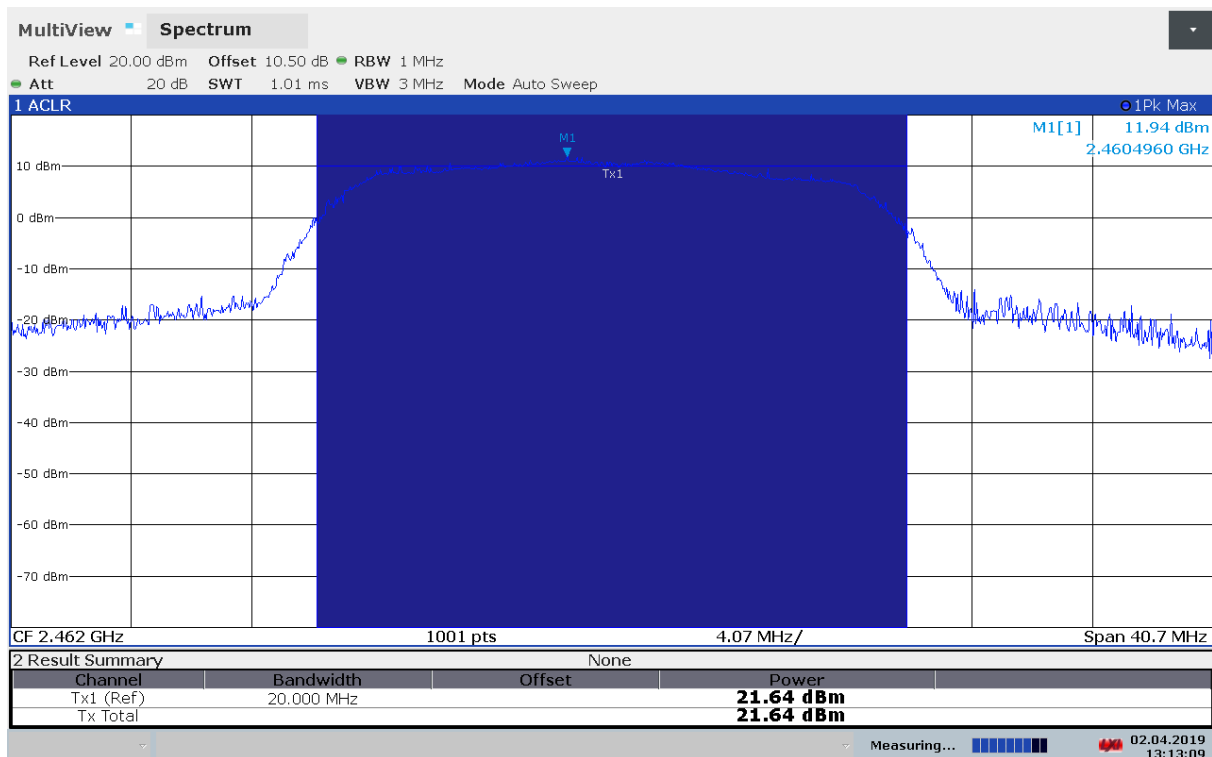 MultiView Spectrum
Ref Level 20.00 dBm Offset 10.50 dB RBW 1 MHz
Att 20 dB SWT 1.01 ms VBW 3 MHz Mode Auto Sweep
1 ACLR 1Pk Max
M1[1] 11.94 dBm
2.4604960 GHz
M1
Tx1
10 dBm
0 dBm
-10 dBm
-20 dBm
-30 dBm
-40 dBm
-50 dBm
-60 dBm
-70 dBm
CF 2.462 GHz 1001 pts 4.07 MHz/ Span 40.7 MHz
2 Result Summary None
Channel Bandwidth Offset Power
Tx1 (Ref) 20.000 MHz 21.64 dBm
Tx Total 21.64 dBm
Measuring... 02.04.2019
13:13:09